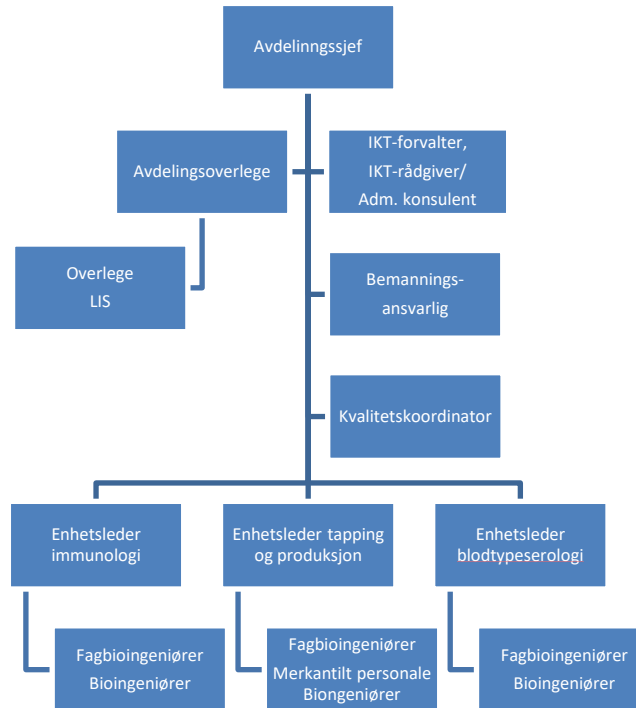 Avdelinngssjef
Avdelingsoverlege
IKT-forvalter,
IKT-rådgiver/
Adm. konsulent
Overlege
LIS
Bemannings-
ansvarlig
Kvalitetskoordinator
Enhetsleder
immunologi
Enhetsleder tapping
og produksjon
Enhetsleder
blodtypeserologi
Fagbioingeniører
Bioingeniører
Fagbioingeniører
Merkantilt personale
Biongeniører
Fagbioingeniører
Bioingeniører